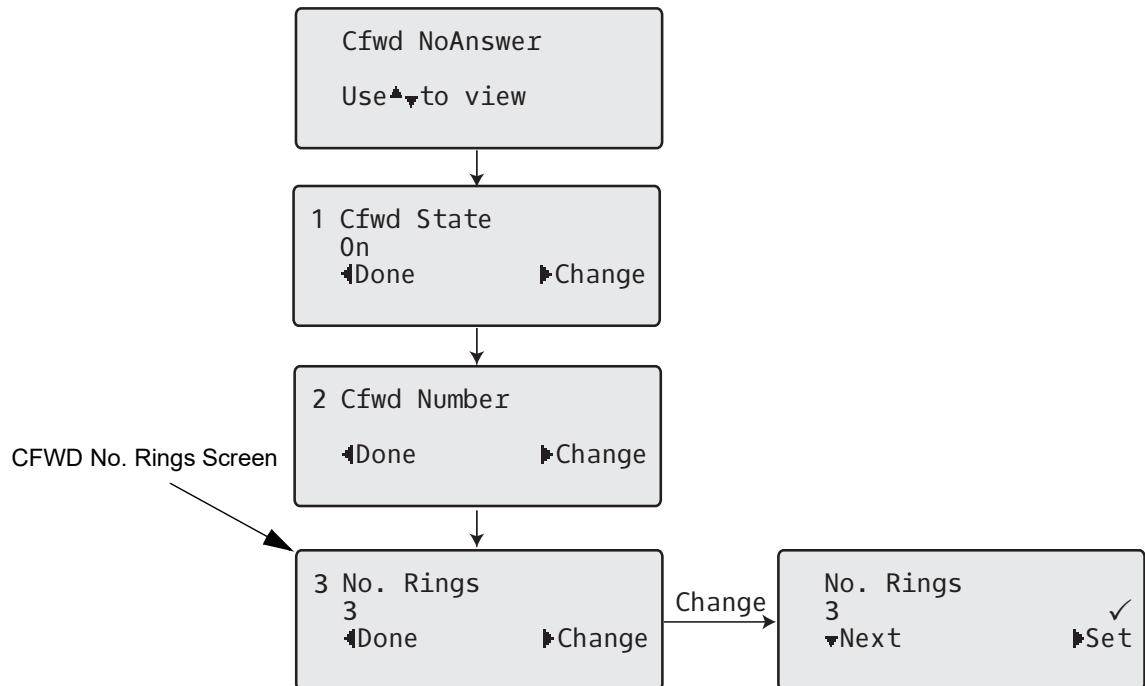 Cfwd NoAnswer
Use▲▼to view
1 Cfwd State
On
◀Done ▶Change
2 Cfwd Number
◀Done ▶Change
CFWD No. Rings Screen
3 No. Rings
3
◀Done ▶Change
Change
No. Rings
3 ✓
▼Next ▶Set